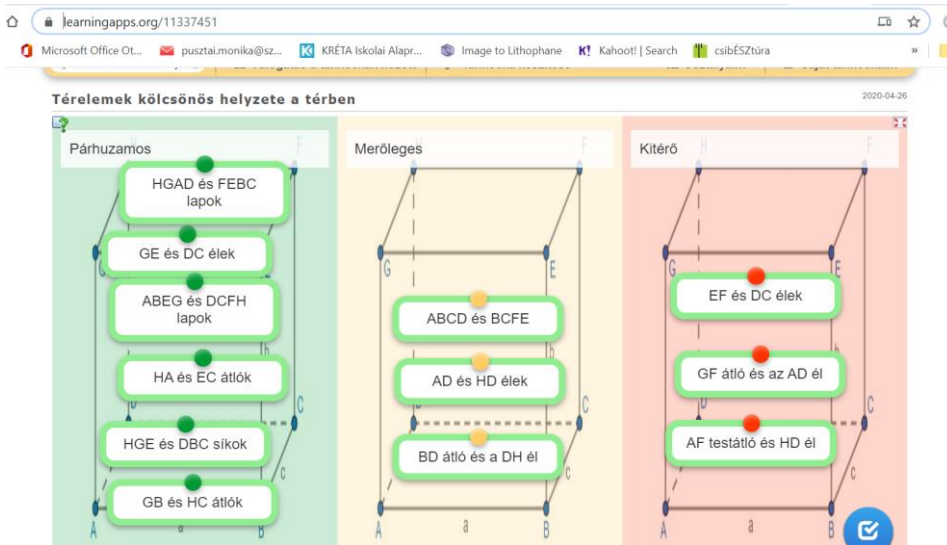 learningapps.org/11337451
Microsoft Office Ot... pusztai.monika@sz... KRÉTA Iskolai Alapr... Image to Lithophane K! Kahoot! | Search csibÉSZtúra »
Térelemek kölcsönös helyzete a térben
2020-04-26
Párhuzamos
HGAD és FEBC
lapok
GE és DC élek
ABEG és DCFH
lapok
HA és EC átlók
HGE és DBC síkok
GB és HC átlók
A a B
C
c
Merőleges
F
G E
ABCD és BCFE
b
AD és HD élek
C
BD átló és a DH él
c
A a B
Kitérő
H F
G E
EF és DC élek
b
GF átló és az AD él
D C
AF testátló és HD él
c
A a B